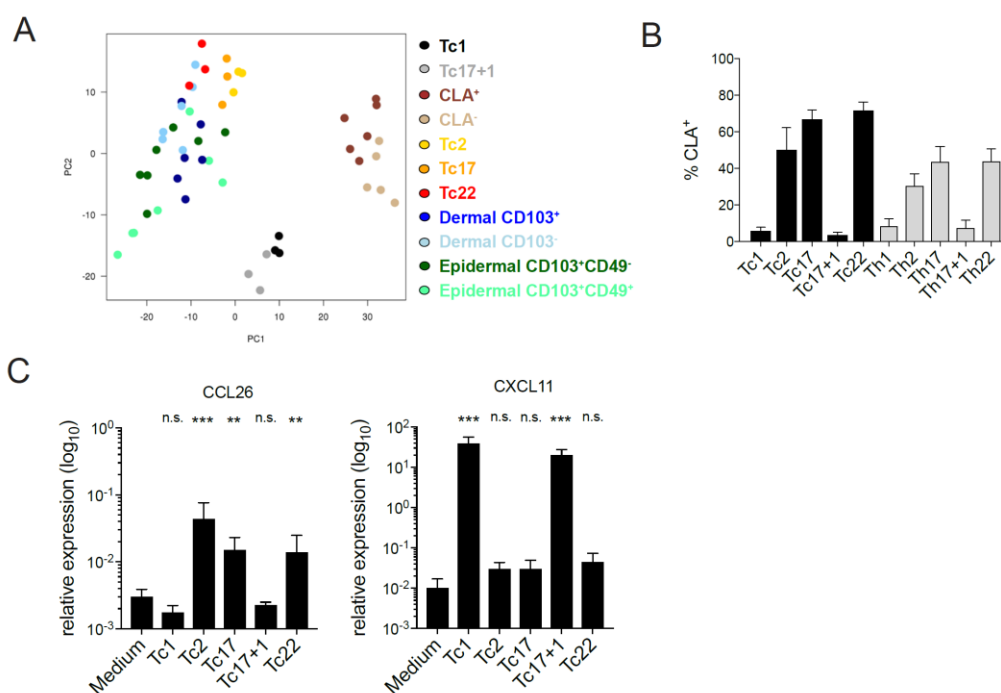 A
PC2
10
0
-10
-20
-20
-10
0
10
20
30
PC1
Tc1
Tc17+1
CLA⁺
CLA⁻
Tc2
Tc17
Tc22
Dermal CD103⁺
Dermal CD103⁻
Epidermal CD103⁺CD49⁻
Epidermal CD103⁺CD49⁺
B
% CLA⁺
100
80
60
40
20
0
Tc1
Tc2
Tc17
Tc17+1
Tc22
Th1
Th2
Th17
Th17+1
Th22
C
CCL26
n.s.
***
**
n.s.
**
relative expression (log₁₀)
10⁰
10⁻¹
10⁻²
10⁻³
Medium
Tc1
Tc2
Tc17
Tc17+1
Tc22
CXCL11
***
n.s.
n.s.
***
n.s.
relative expression (log₁₀)
10²
10¹
10⁰
10⁻¹
10⁻²
10⁻³
Medium
Tc1
Tc2
Tc17
Tc17+1
Tc22